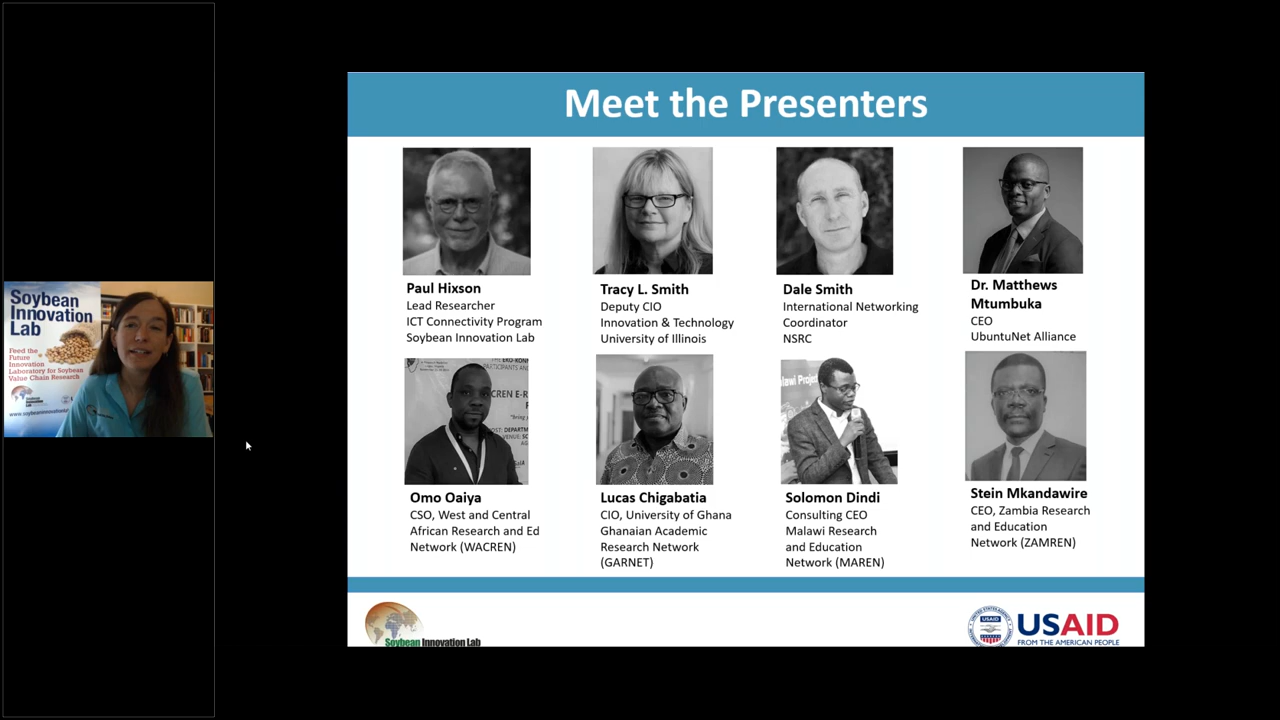 Meet the Presenters
Paul Hixson
Lead Researcher
ICT Connectivity Program
Soybean Innovation Lab
Tracy L. Smith
Deputy CIO
Innovation & Technology
University of Illinois
Dale Smith
International Networking
Coordinator
NSRC
Dr. Matthews
Mtumbuka
CEO
UbuntuNet Alliance
Omo Oaiya
CSO, West and Central
African Research and Ed
Network (WACREN)
Lucas Chigabatia
CIO, University of Ghana
Ghanaian Academic
Research Network
(GARNET)
Solomon Dindi
Consulting CEO
Malawi Research
and Education
Network (MAREN)
Stein Mkandawire
CEO, Zambia Research
and Education
Network (ZAMREN)
Soybean Innovation Lab
USAID
USAID
FROM THE AMERICAN PEOPLE
Soybean
Innovation
Lab
Feed the
Future
Innovation
Laboratory for Soybean
Value Chain Research
CREN E-R
alawi Project